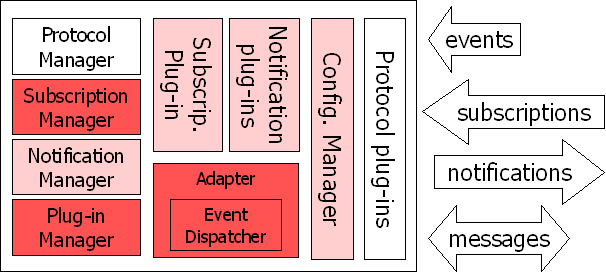 Protocol
Manager
Subscription
Manager
Notification
Manager
Plug-in
Manager
Subscrip.
Plug-in
Notification
plug-ins
Adapter
Event
Dispatcher
Config. Manager
Protocol plug-ins
events
subscriptions
notifications
messages